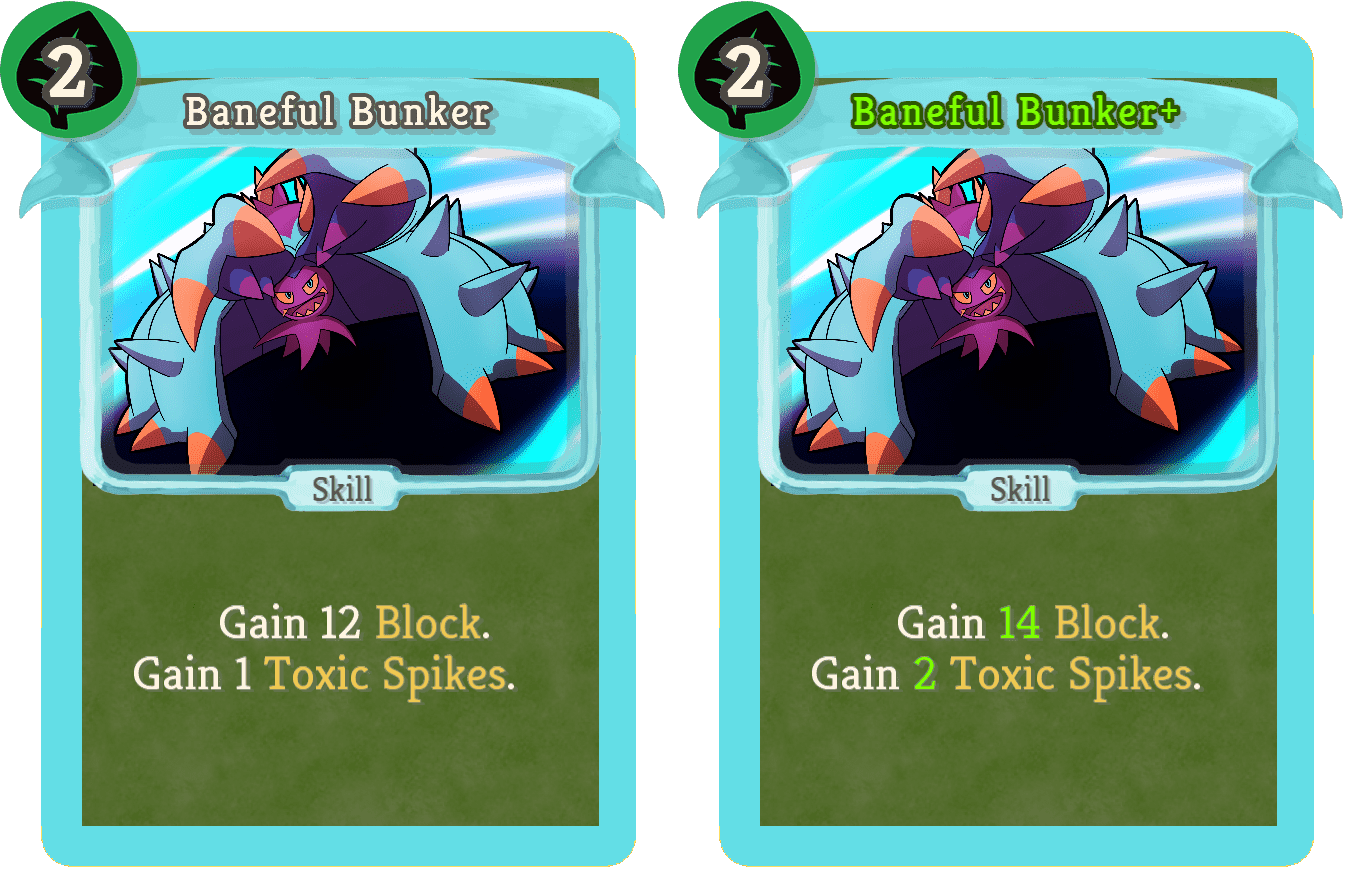 2
Baneful Bunker
Skill
Gain 12 Block.
Gain 1 Toxic Spikes.
2
Baneful Bunker+
Skill
Gain 14 Block.
Gain 2 Toxic Spikes.